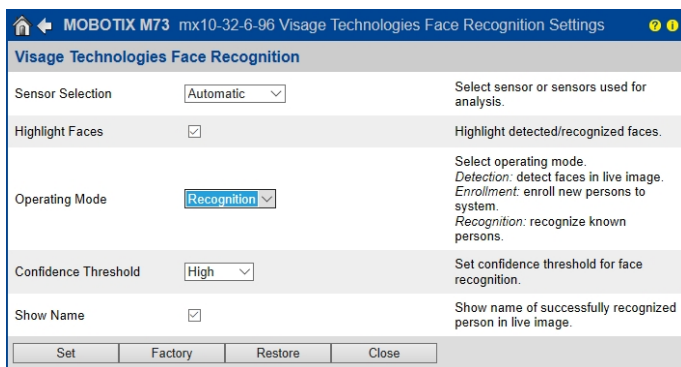 MOBOTIX M73 mx10-32-6-96 Visage Technologies Face Recognition Settings ? i
Visage Technologies Face Recognition
Sensor Selection
Automatic
Select sensor or sensors used for
analysis.
Highlight Faces
Highlight detected/recognized faces.
Operating Mode
Recognition
Select operating mode.
Detection: detect faces in live image.
Enrollment: enroll new persons to
system.
Recognition: recognize known
persons.
Confidence Threshold
High
Set confidence threshold for face
recognition.
Show Name
Show name of successfully recognized
person in live image.
Set Factory Restore Close